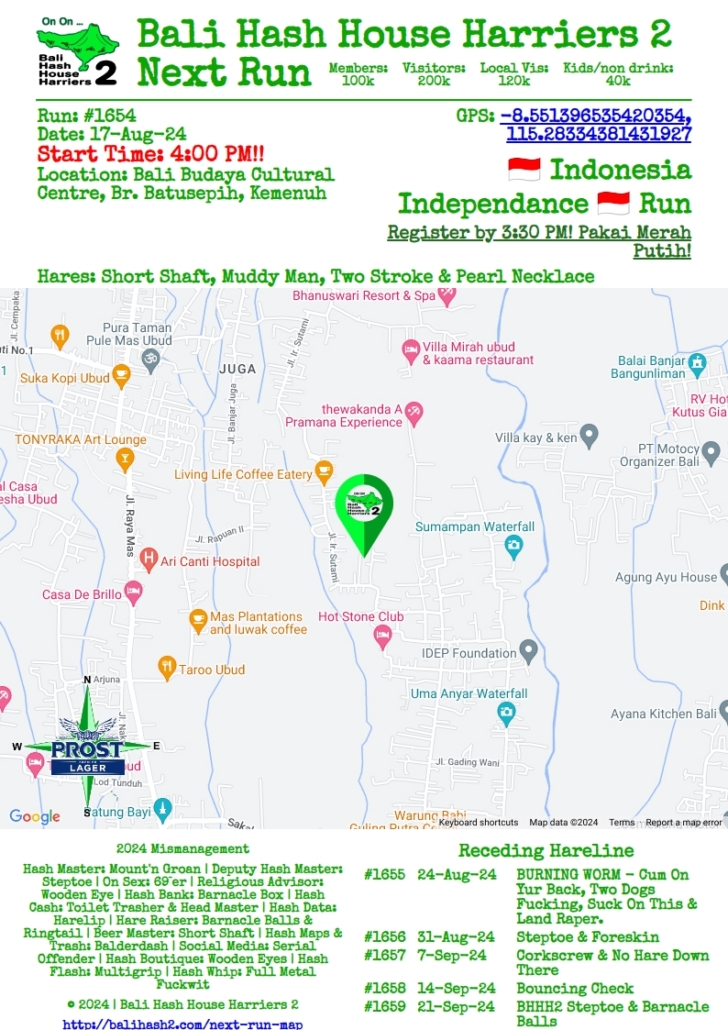 On On ...
Bali
Hash
House
Harriers 2
Bali Hash House Harriers 2
Next Run
Members:
100k
Visitors:
200k
Local Vis:
120k
Kids/non drink:
40k
Run: #1654
Date: 17-Aug-24
Start Time: 4:00 PM!!
Location: Bali Budaya Cultural
Centre, Br. Batusepih, Kemenuh
GPS: -8.551396535420354,
115.28334381431927
🇮🇩 Indonesia
Independance 🇮🇩 Run
Register by 3:30 PM! Pakai Merah
Putih!
Hares: Short Shaft, Muddy Man, Two Stroke & Pearl Necklace
Jl. Cempaka
Bhanuswari Resort & Spa
Jl. Ir. Sutami
Pura Taman
Pule Mas Ubud
uti No.1
1
Villa Mirah ubud
& kaama restaurant
JUGA
Suka Kopi Ubud
Balai Banjar
Bangunliman
Jl. Banjar Juga
RV Hot
Kutus Gia
thewakanda A
Pramana Experience
TONYRAKA Art Lounge
Villa kay & ken
PT Motocy
Organizer Bali
Living Life Coffee Eatery
al Casa
esha Ubud
On On
Bali
Hash
House
Harriers 2
Jl. Raya Mas
Jl. Rapuan II
Jl. Ir. Sutami
Sumampan Waterfall
Ari Canti Hospital
Agung Ayu House
Casa De Brillo
Dink
Mas Plantations
and luwak coffee
Hot Stone Club
IDEP Foundation
Taroo Ubud
N
Arjuna
Uma Anyar Waterfall
Ayana Kitchen Bali
Jl. Nak
W
PROST
LAGER
E
ud
Jl. Gading Wani
Lod Tunduh
S
Patung Bayi
Google
Sakal
Warung Babi
Guling Putra Ce
Keyboard shortcuts
Map data ©2024
Terms
Report a map error
2024 Mismanagement
Hash Master: Mount'n Groan | Deputy Hash Master:
Steptoe | On Sex: 69'er | Religious Advisor:
Wooden Eye | Hash Bank: Barnacle Box | Hash
Cash: Toilet Trasher & Head Master | Hash Data:
Harelip | Hare Raiser: Barnacle Balls &
Ringtail | Beer Master: Short Shaft | Hash Maps &
Trash: Balderdash | Social Media: Serial
Offender | Hash Boutique: Wooden Eyes | Hash
Flash: Multigrip | Hash Whip: Full Metal
Fuckwit
© 2024 | Bali Hash House Harriers 2
http://balihash2.com/next-run-map
Receding Hareline
#1655 24-Aug-24 BURNING WORM - Cum On
Yur Back, Two Dogs
Fucking, Suck On This &
Land Raper.
#1656 31-Aug-24 Steptoe & Foreskin
#1657 7-Sep-24 Corkscrew & No Hare Down
There
#1658 14-Sep-24 Bouncing Check
#1659 21-Sep-24 BHHH2 Steptoe & Barnacle
Balls